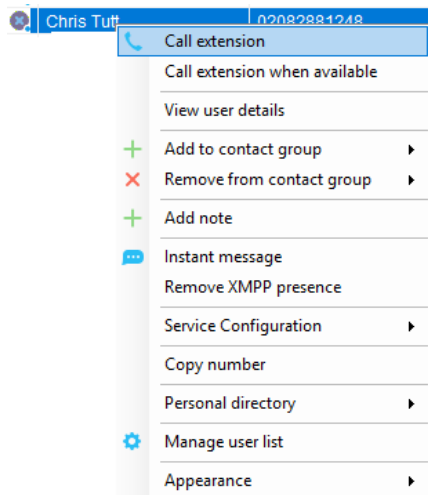 Chris Tutt 02082881248
Call extension
Call extension when available
View user details
Add to contact group
Remove from contact group
Add note
Instant message
Remove XMPP presence
Service Configuration
Copy number
Personal directory
Manage user list
Appearance